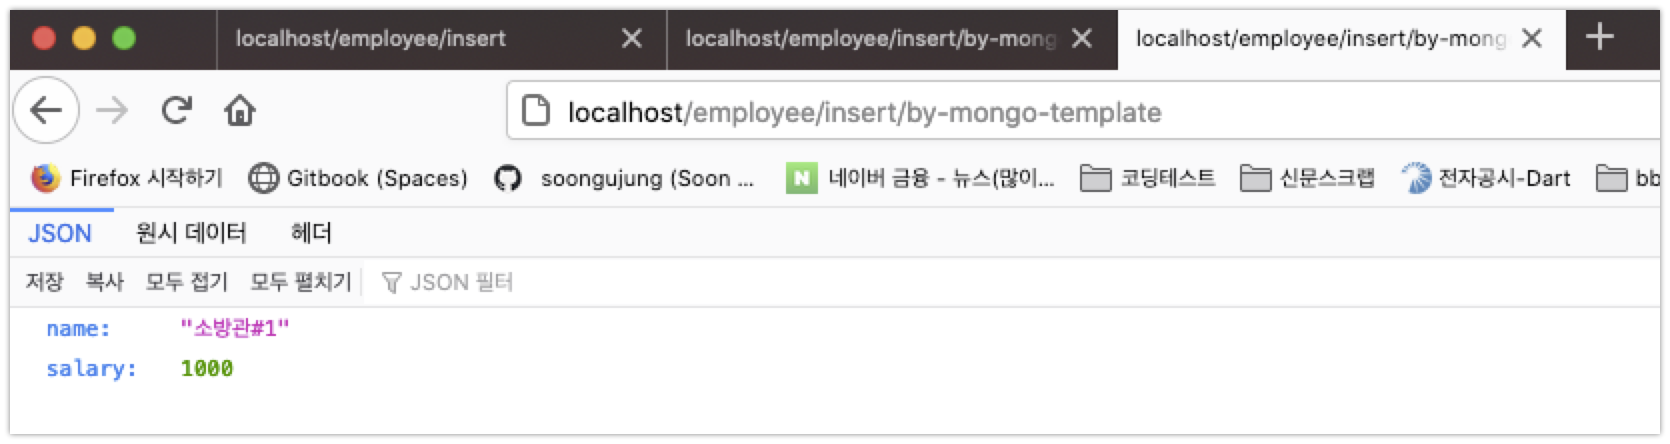 localhost/employee/insert localhost/employee/insert/by-mong localhost/employee/insert/by-mong
localhost/employee/insert/by-mongo-template
Firefox 시작하기 Gitbook (Spaces) soongujung (Soon ... N 네이버 금융 - 뉴스(많이... 코딩테스트 신문스크랩 전자공시-Dart bb
JSON 원시 데이터 헤더
저장 복사 모두 접기 모두 펼치기 JSON 필터
name: "소방관#1"
salary: 1000